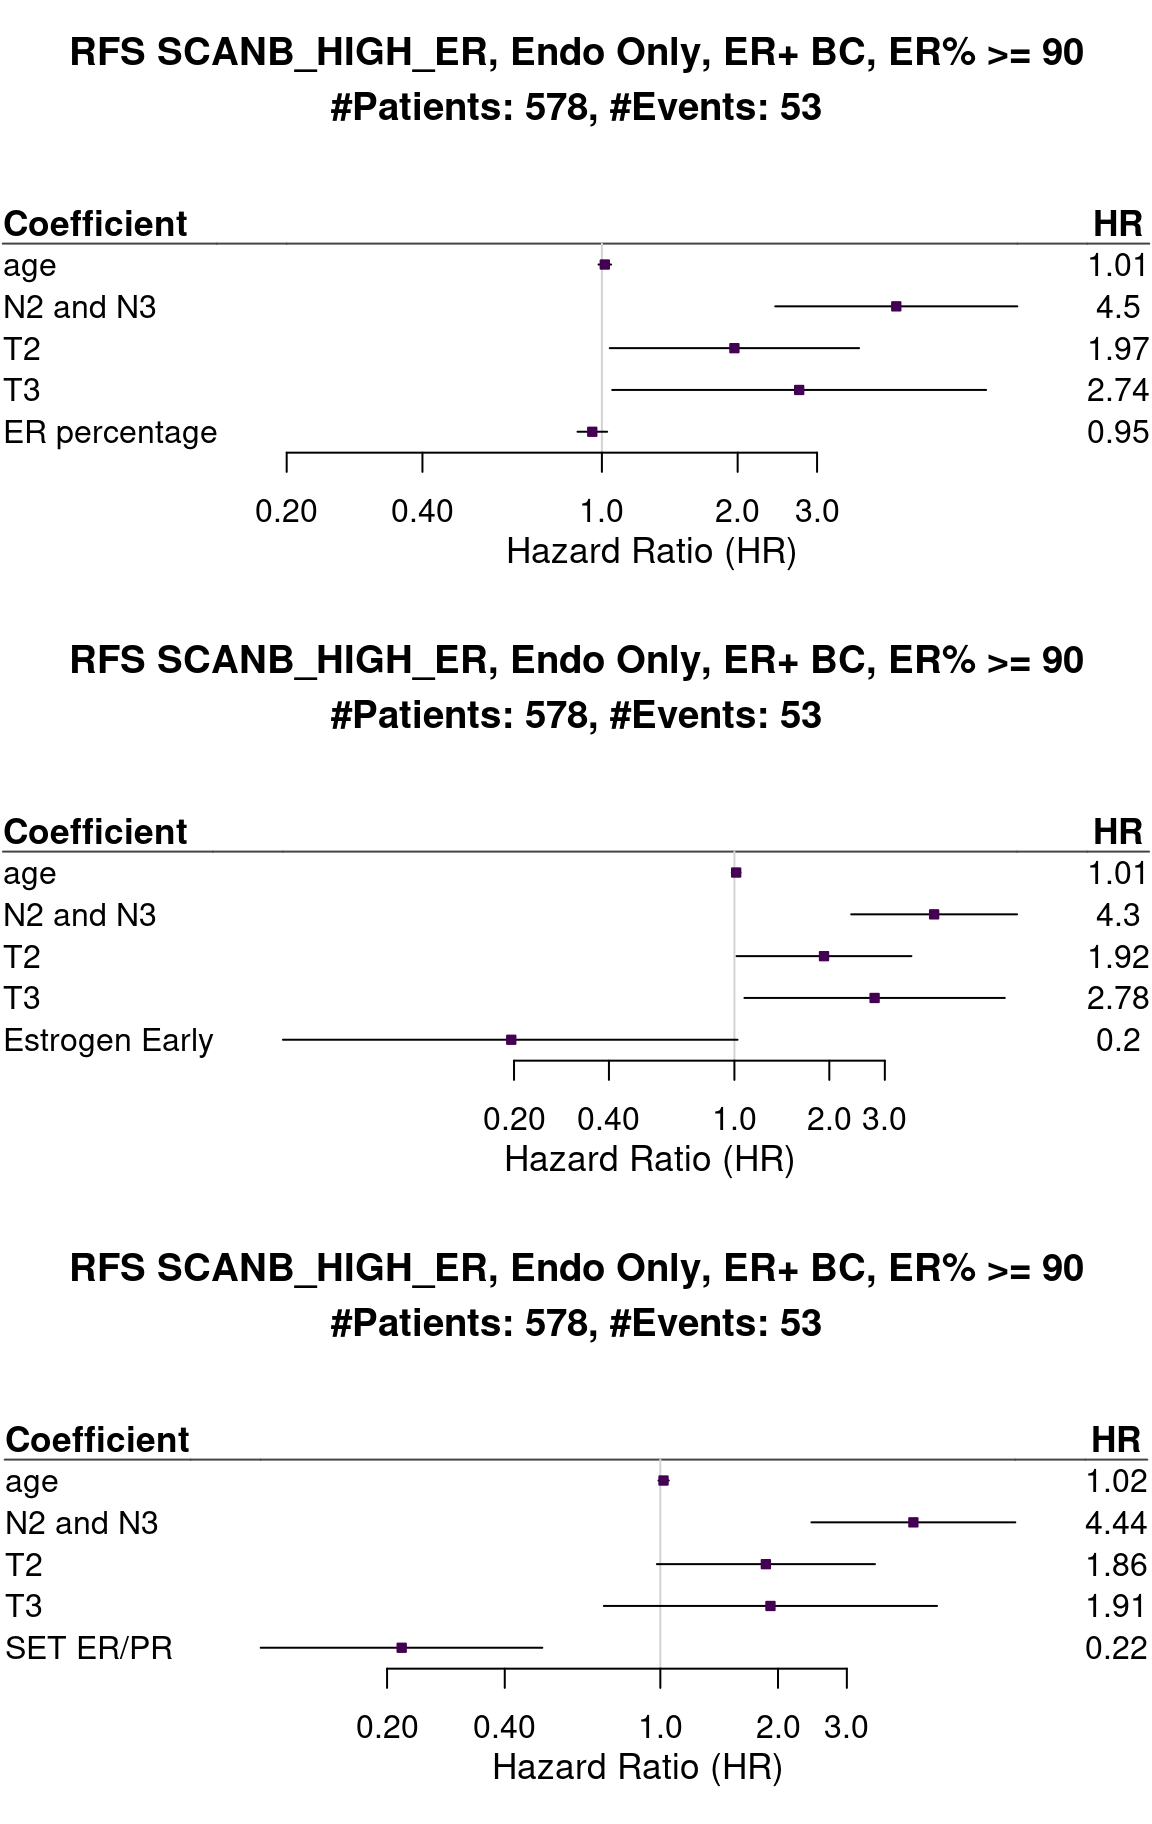 RFS SCANB_HIGH_ER, Endo Only, ER+ BC, ER% >= 90
#Patients: 578, #Events: 53
Coefficient HR
age 1.01
N2 and N3 4.5
T2 1.97
T3 2.74
ER percentage 0.95
0.20 0.40 1.0 2.0 3.0
Hazard Ratio (HR)
RFS SCANB_HIGH_ER, Endo Only, ER+ BC, ER% >= 90
#Patients: 578, #Events: 53
Coefficient HR
age 1.01
N2 and N3 4.3
T2 1.92
T3 2.78
Estrogen Early 0.2
0.20 0.40 1.0 2.0 3.0
Hazard Ratio (HR)
RFS SCANB_HIGH_ER, Endo Only, ER+ BC, ER% >= 90
#Patients: 578, #Events: 53
Coefficient HR
age 1.02
N2 and N3 4.44
T2 1.86
T3 1.91
SET ER/PR 0.22
0.20 0.40 1.0 2.0 3.0
Hazard Ratio (HR)